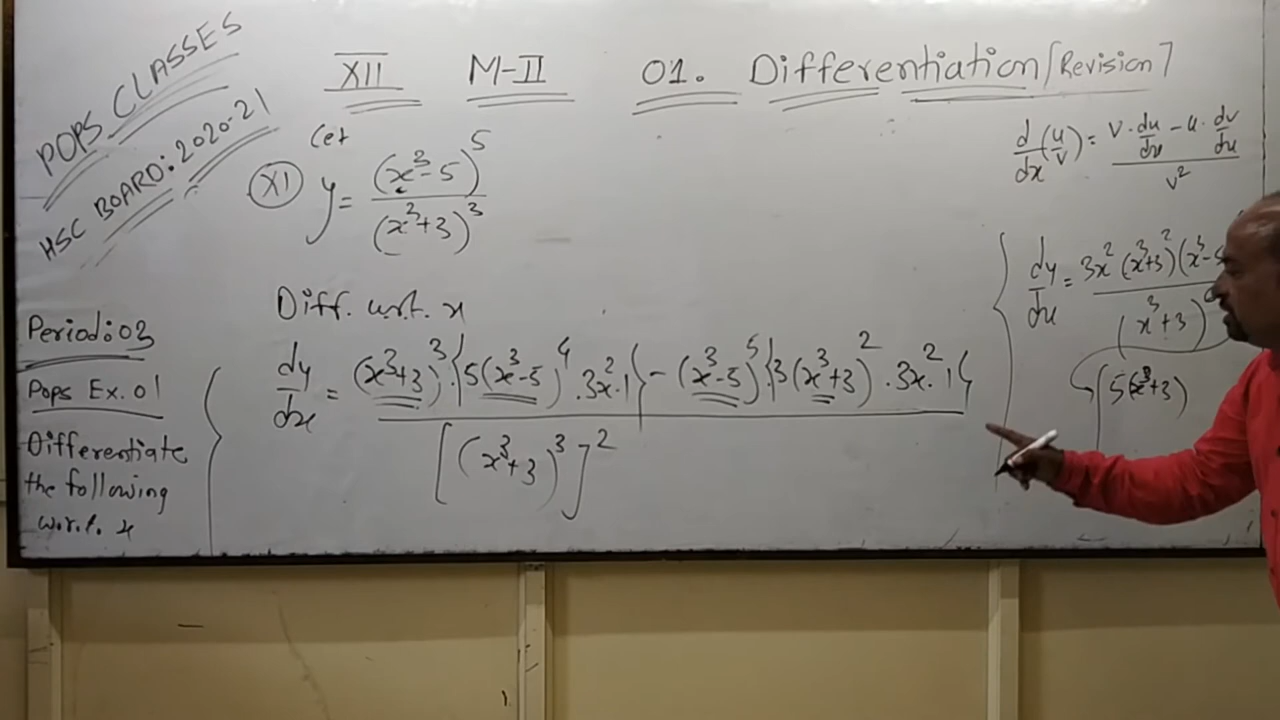 POPS CLASSES
HSC BOARD: 2020-21
XII M-II 01. Differentiation [Revision]
Let
XI y = (x³-5)⁵ / (x³+3)³
Diff. w.r.t. x
dy/dx = (x³+3)³.{5(x³-5)⁴.3x².1} - (x³-5)⁵{.3(x³+3)².3x².1} / [(x³+3)³]²
Period: 03
Pops Ex. 01
Differentiate
the following
w.r.t. x
d/dx (u/v) = v.du/dx - u.dv/dx / v²
dy/dx = 3x² (x³+3)² (x³-5 / (x³+3)
[5(x³+3)